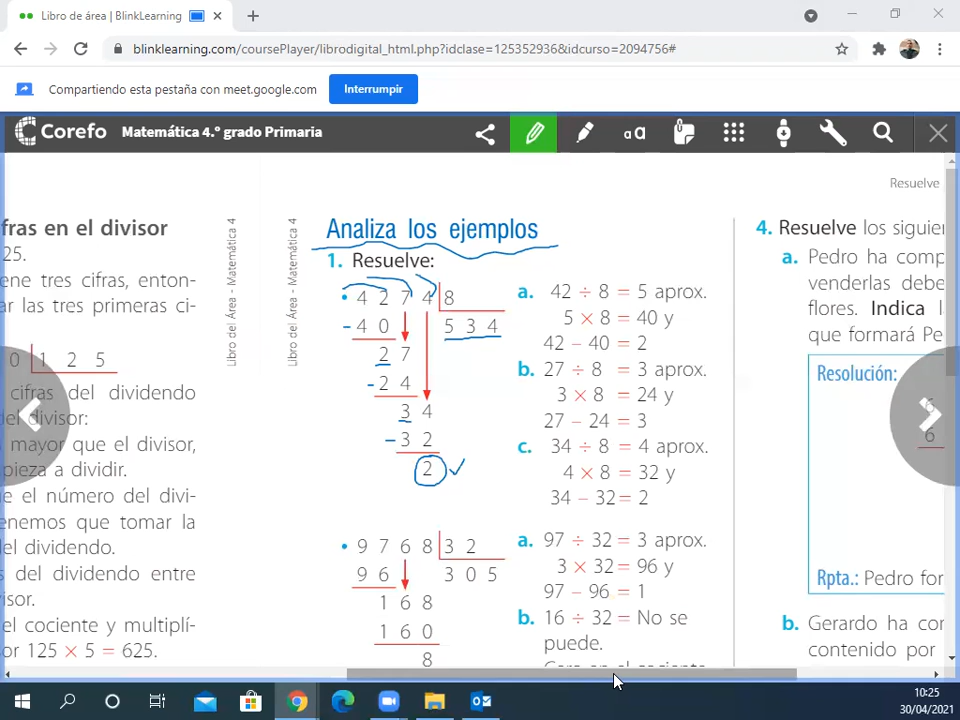 Libro de área | BlinkLearning
blinklearning.com/coursePlayer/librodigital_html.php?idclase=125352936&idcurso=2094756#
Compartiendo esta pestaña con meet.google.com
Interrumpir
Corefo
Matemática 4.º grado Primaria
aa
Resuelve
fras en el divisor
25.
ene tres cifras, enton-
ar las tres primeras ci-
0 1 2 5
cifras del dividendo
del divisor:
mayor que el divisor,
pieza a dividir.
e el número del divi-
enemos que tomar la
del dividendo.
s del dividendo entre
visor.
el cociente y multiplí-
or 125 × 5 = 625.
Libro del Área - Matemática 4
Libro del Área - Matemática 4
Analiza los ejemplos
1. Resuelve:
• 4 2 7 4 8
- 4 0 5 3 4
2 7
- 2 4
3 4
- 3 2
2 ✓
a. 42 ÷ 8 = 5 aprox.
5 × 8 = 40 y
42 – 40 = 2
b. 27 ÷ 8 = 3 aprox.
3 × 8 = 24 y
27 – 24 = 3
c. 34 ÷ 8 = 4 aprox.
4 × 8 = 32 y
34 – 32 = 2
• 9 7 6 8 3 2
9 6 3 0 5
1 6 8
1 6 0
8
a. 97 ÷ 32 = 3 aprox.
3 × 32 = 96 y
97 – 96 = 1
b. 16 ÷ 32 = No se
puede.
4. Resuelve los siguie
a. Pedro ha comp
venderlas debe
flores. Indica l
que formará Pe
Resolución:
6
6
Rpta.: Pedro for
b. Gerardo ha cor
contenido por
10:25
30/04/2021